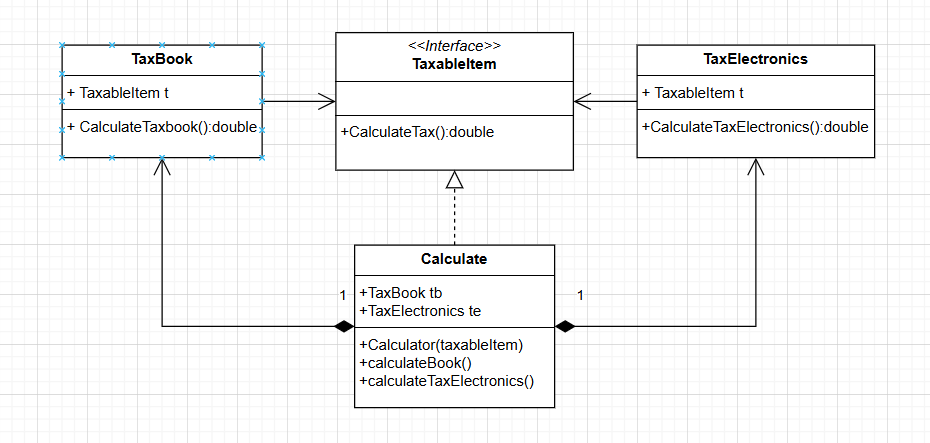 TaxBook
+ TaxableItem t
+ CalculateTaxbook():double
<<Interface>>
TaxableItem
+CalculateTax():double
TaxElectronics
+ TaxableItem t
+CalculateTaxElectronics():double
Calculate
+TaxBook tb
+TaxElectronics te
+Calculator(taxableItem)
+calculateBook()
+calculateTaxElectronics()
1
1